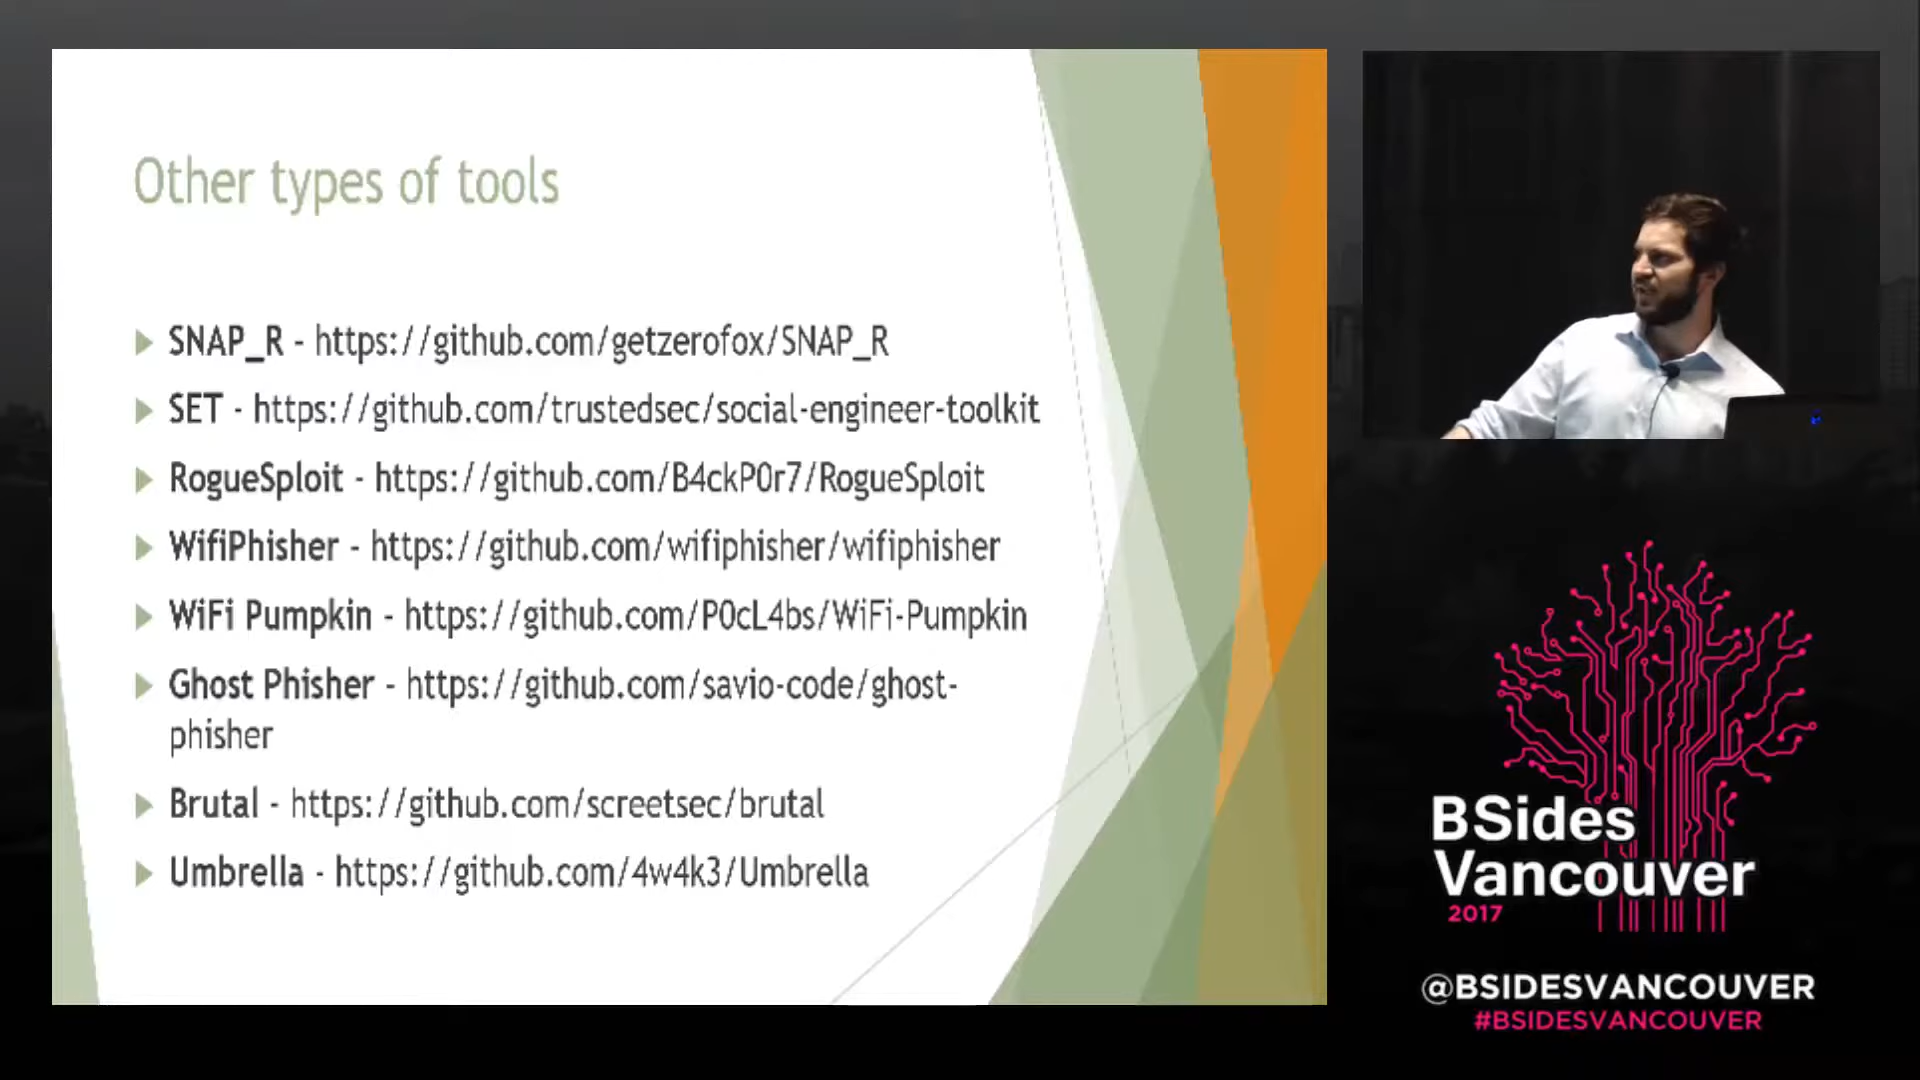 Other types of tools
SNAP_R - https://github.com/getzerofox/SNAP_R
SET - https://github.com/trustedsec/social-engineer-toolkit
RogueSploit - https://github.com/B4ckP0r7/RogueSploit
WifiPhisher - https://github.com/wifiphisher/wifiphisher
WiFi Pumpkin - https://github.com/P0cL4bs/WiFi-Pumpkin
Ghost Phisher - https://github.com/savio-code/ghost-
phisher
Brutal - https://github.com/screetsec/brutal
Umbrella - https://github.com/4w4k3/Umbrella
BSides
Vancouver
2017
@BSIDESVANCOUVER
#BSIDESVANCOUVER